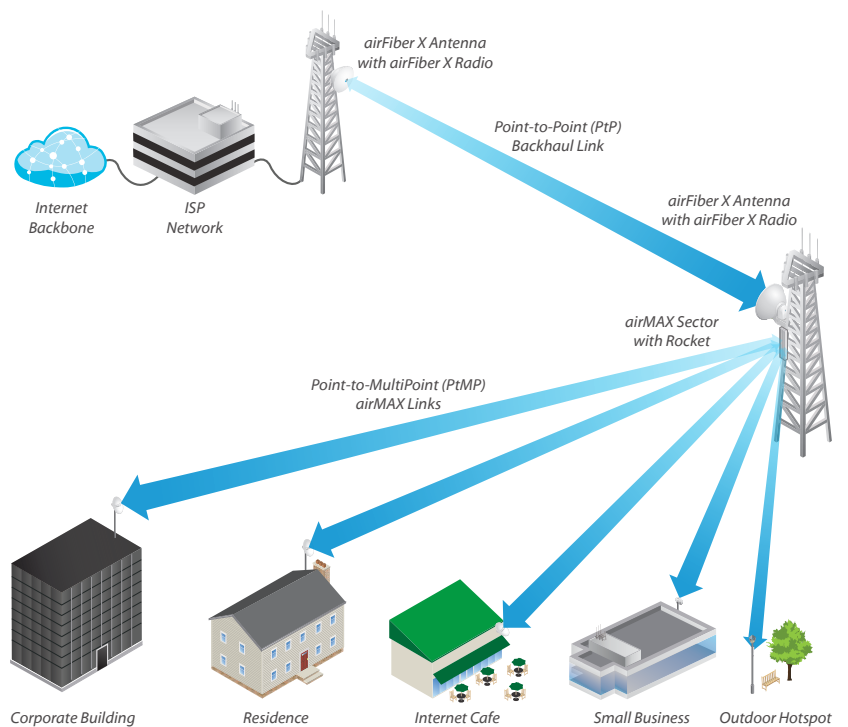 airFiber X Antenna
with airFiber X Radio
Point-to-Point (PtP)
Backhaul Link
Internet
Backbone
ISP
Network
airFiber X Antenna
with airFiber X Radio
airMAX Sector
with Rocket
Point-to-MultiPoint (PtMP)
airMAX Links
Corporate Building
Residence
Internet Cafe
Small Business
Outdoor Hotspot